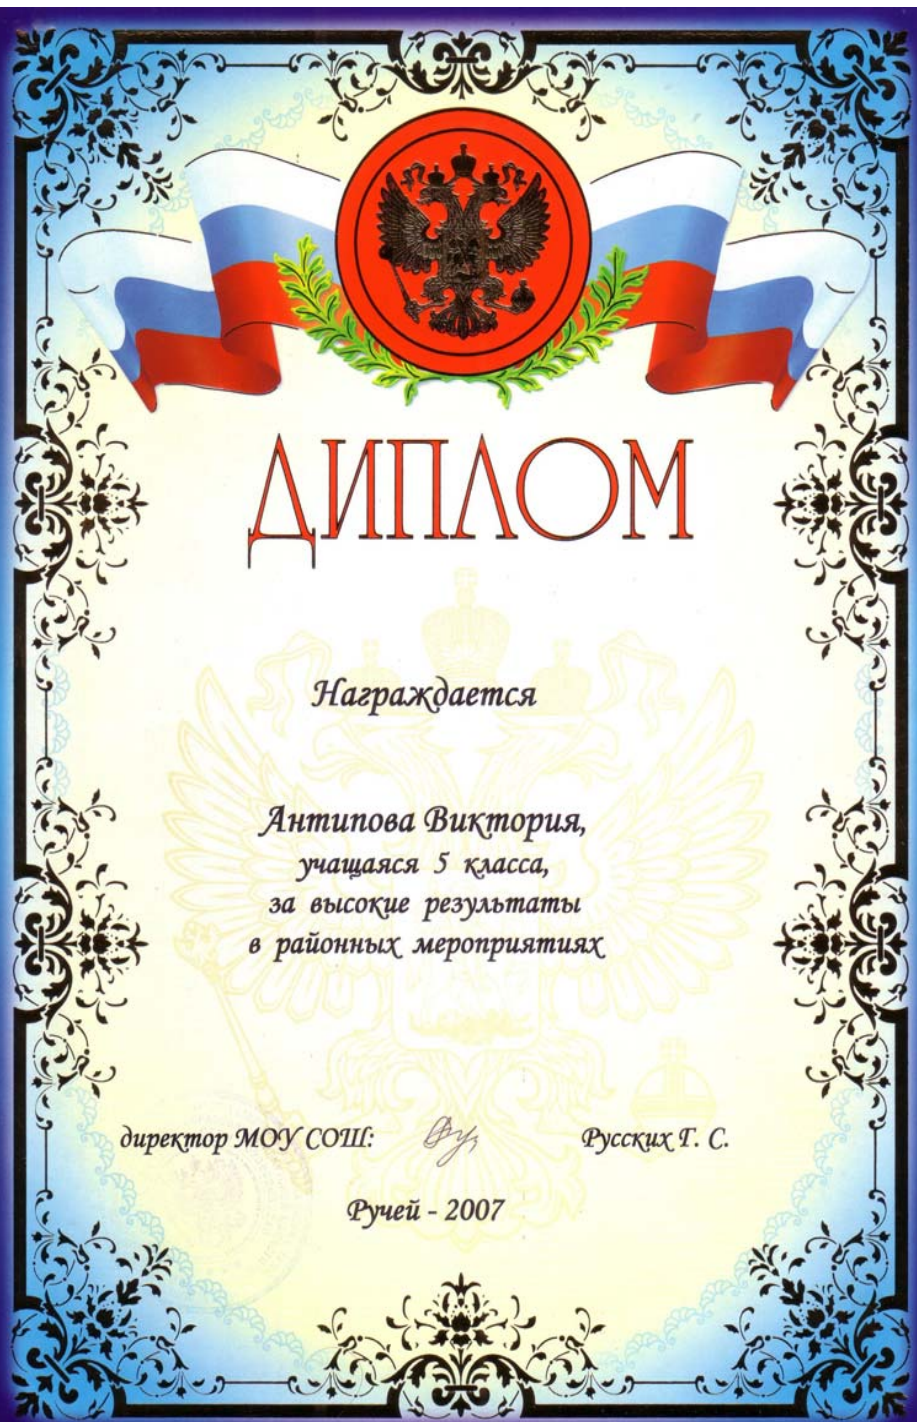 ДИПЛОМ
Награждается
Антипова Виктория,
учащаяся 5 класса,
за высокие результаты
в районных мероприятиях
директор МОУ СОШ: Русских Г. С.
Ручей - 2007